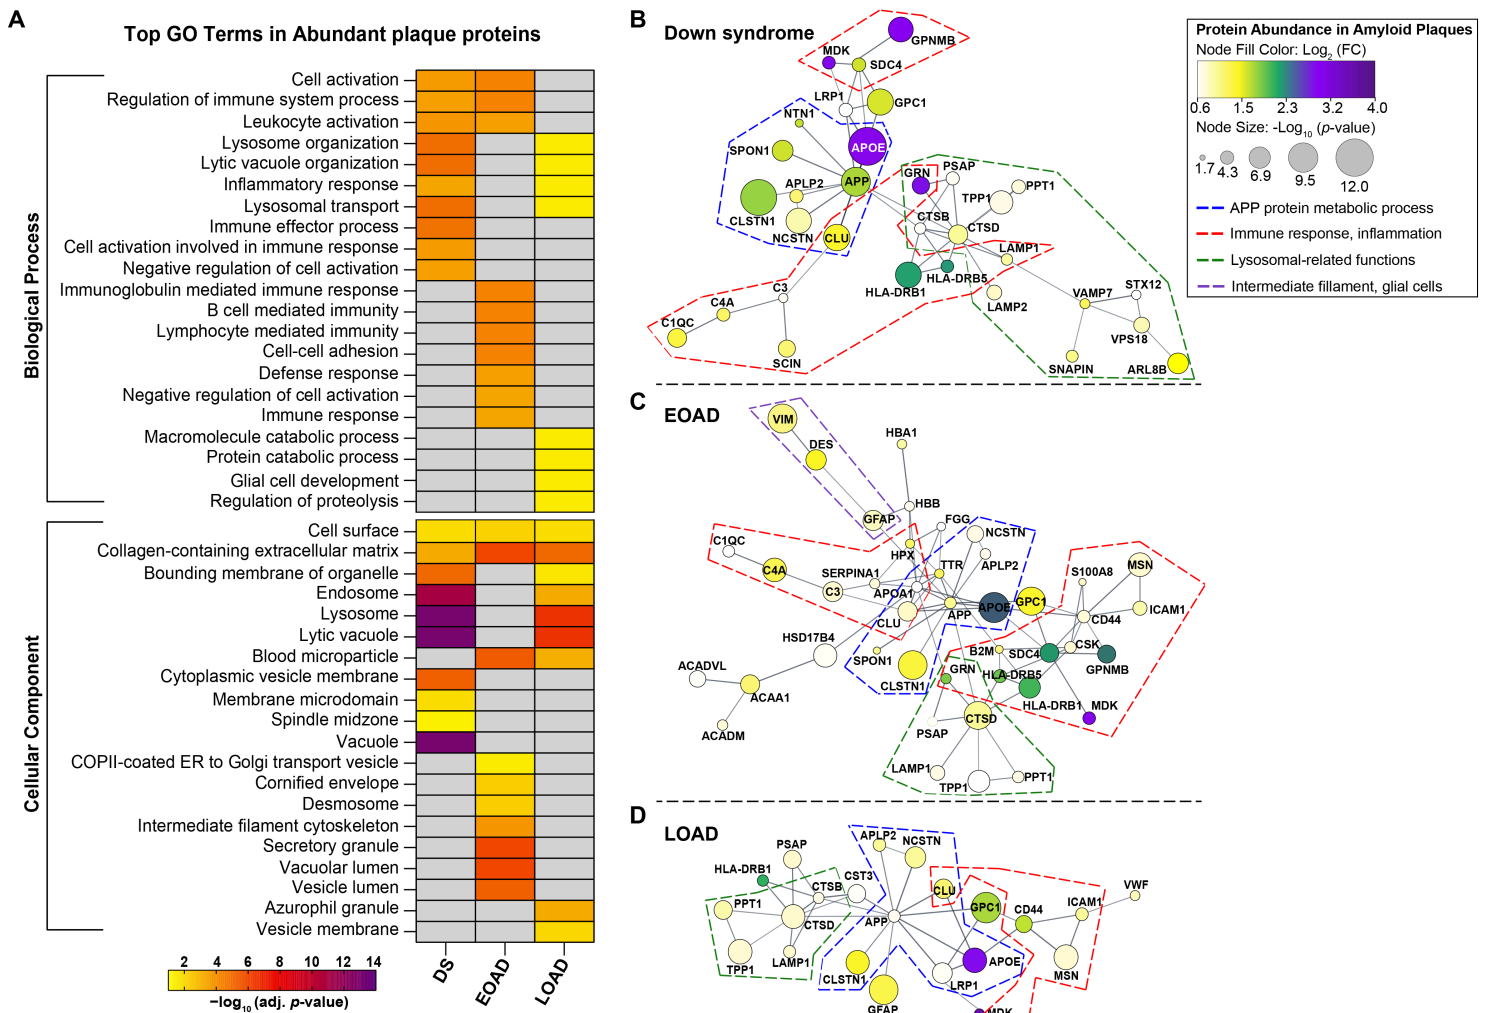 A
Top GO Terms in Abundant plaque proteins
Biological Process
Cell activation
Regulation of immune system process
Leukocyte activation
Lysosome organization
Lytic vacuole organization
Inflammatory response
Lysosomal transport
Immune effector process
Cell activation involved in immune response
Negative regulation of cell activation
Immunoglobulin mediated immune response
B cell mediated immunity
Lymphocyte mediated immunity
Cell-cell adhesion
Defense response
Negative regulation of cell activation
Immune response
Macromolecule catabolic process
Protein catabolic process
Glial cell development
Regulation of proteolysis
Cellular Component
Cell surface
Collagen-containing extracellular matrix
Bounding membrane of organelle
Endosome
Lysosome
Lytic vacuole
Blood microparticle
Cytoplasmic vesicle membrane
Membrane microdomain
Spindle midzone
Vacuole
COPII-coated ER to Golgi transport vesicle
Cornified envelope
Desmosome
Intermediate filament cytoskeleton
Secretory granule
Vacuolar lumen
Vesicle lumen
Azurophil granule
Vesicle membrane
DS
EOAD
LOAD
2 4 6 8 10 12 14
−log10 (adj. p-value)
B
Down syndrome
GPNMB
MDK
SDC4
LRP1
GPC1
NTN1
SPON1
APOE
APLP2
APP
CLSTN1
NCSTN
CLU
GRN
PSAP
TPP1
PPT1
CTSB
CTSD
LAMP1
HLA-DRB1
HLA-DRB5
LAMP2
C3
C4A
C1QC
SCIN
VAMP7
STX12
VPS18
SNAPIN
ARL8B
Protein Abundance in Amyloid Plaques
Node Fill Color: Log2 (FC)
0.6 1.5 2.3 3.2 4.0
Node Size: -Log10 (p-value)
1.7 4.3 6.9 9.5 12.0
APP protein metabolic process
Immune response, inflammation
Lysosomal-related functions
Intermediate fillament, glial cells
C
EOAD
VIM
DES
HBA1
HBB
GFAP
FGG
NCSTN
C1QC
HPX
APLP2
C4A
SERPINA1
TTR
S100A8
MSN
C3
APOA1
APOE
GPC1
ICAM1
CLU
APP
CD44
HSD17B4
SPON1
B2M
SDC4
CSK
GPNMB
ACADVL
CLSTN1
GRN
HLA-DRB5
ACAA1
HLA-DRB1
MDK
CTSD
PSAP
ACADM
LAMP1
TPP1
PPT1
D
LOAD
APLP2
NCSTN
PSAP
HLA-DRB1
CTSB
CST3
CLU
VWF
PPT1
CTSD
APP
GPC1
CD44
ICAM1
TPP1
LAMP1
CLSTN1
APOE
LRP1
MSN
GFAP
MDK